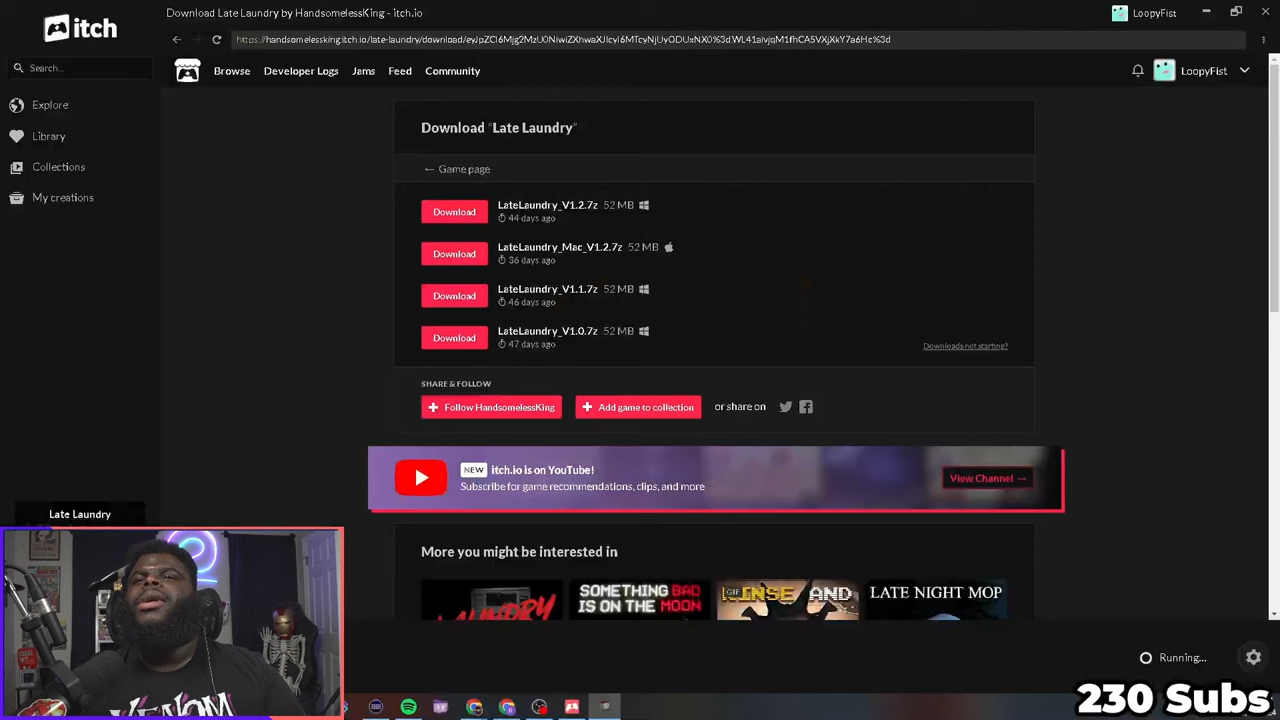 itch
Download Late Laundry by HandsomelessKing - itch.io
LoopyFist
Search...
Browse
Developer Logs
Jams
Feed
Community
LoopyFist
Explore
Library
Collections
My creations
Download "Late Laundry"
← Game page
Download LateLaundry_V1.2.7z 52 MB
44 days ago
Download LateLaundry_Mac_V1.2.7z 52 MB
36 days ago
Download LateLaundry_V1.1.7z 52 MB
46 days ago
Download LateLaundry_V1.0.7z 52 MB
47 days ago
Downloads not starting?
SHARE & FOLLOW
+ Follow HandsomelessKing
+ Add game to collection
or share on
NEW itch.io is on YouTube!
Subscribe for game recommendations, clips, and more
View Channel →
Late Laundry
More you might be interested in
LAUNDRY
SOMETHING BAD
IS ON THE MOON
GIF
RINSE AND
LATE NIGHT MOP
VENOM
Running...
230 Subs